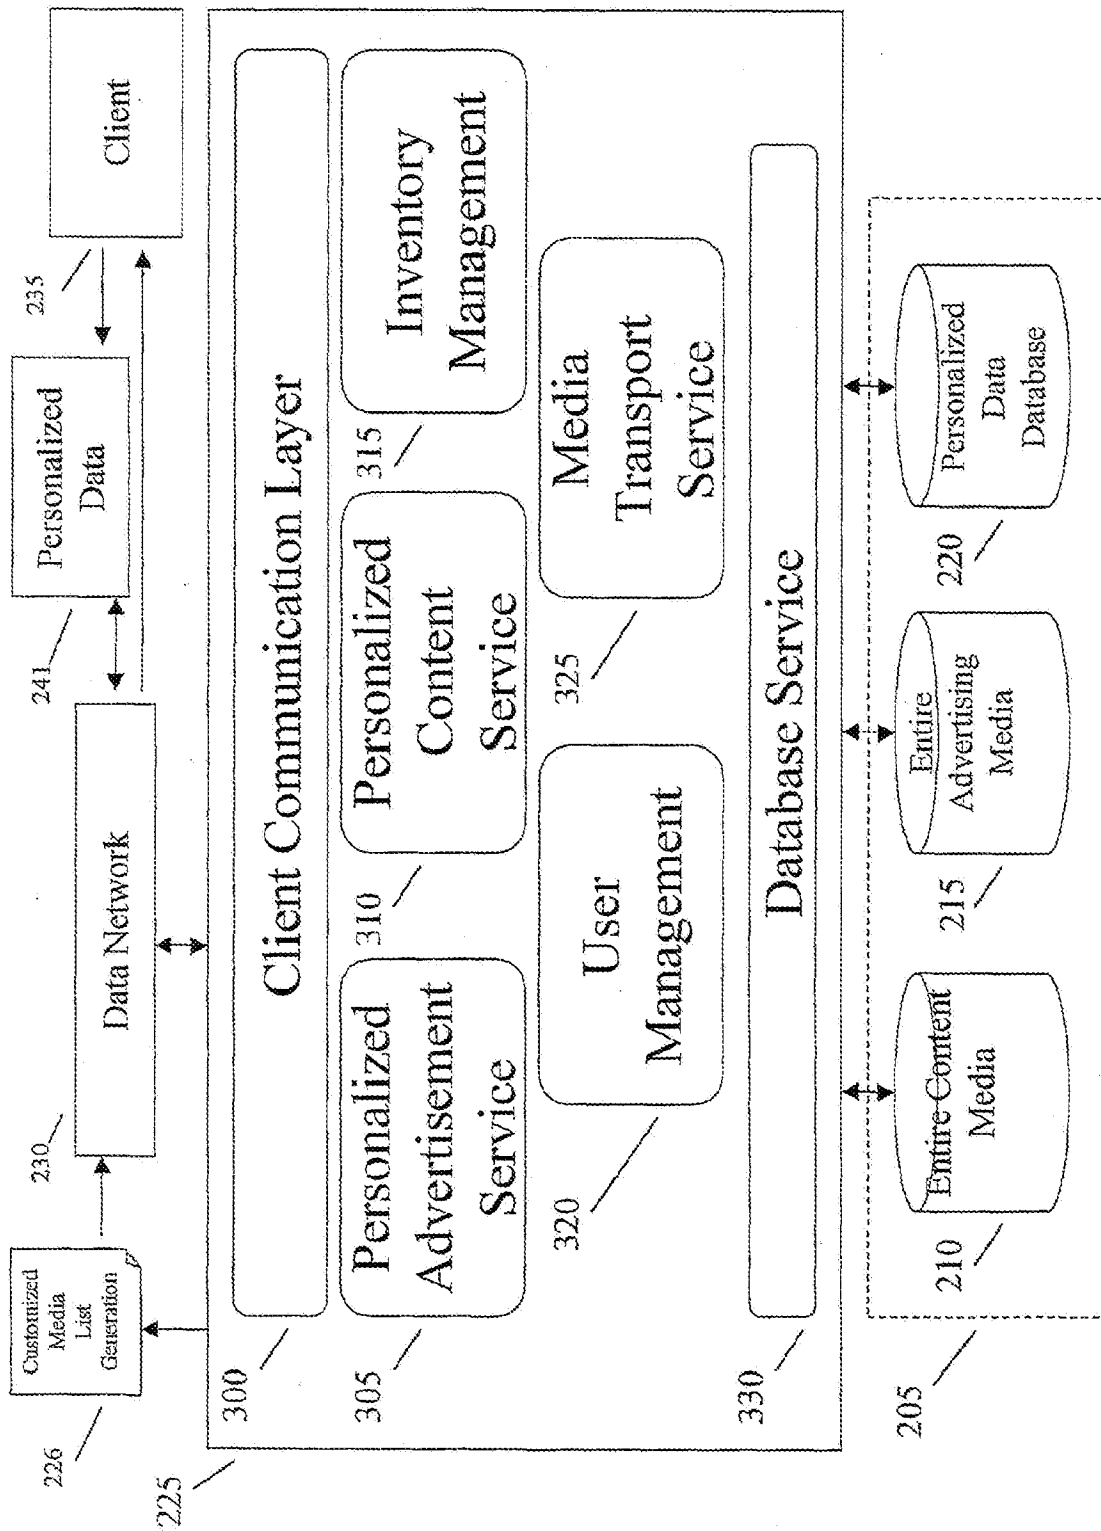 Customized
Media
List
Generation
226
230
Data Network
241
Personalized
Data
235
Client
225
300
Client Communication Layer
305
Personalized
Advertisement
Service
310
Personalized
Content
Service
315
Inventory
Management
320
User
Management
325
Media
Transport
Service
330
Database Service
205
210
Entire Content
Media
215
Entire
Advertising
Media
220
Personalized
Data
Database